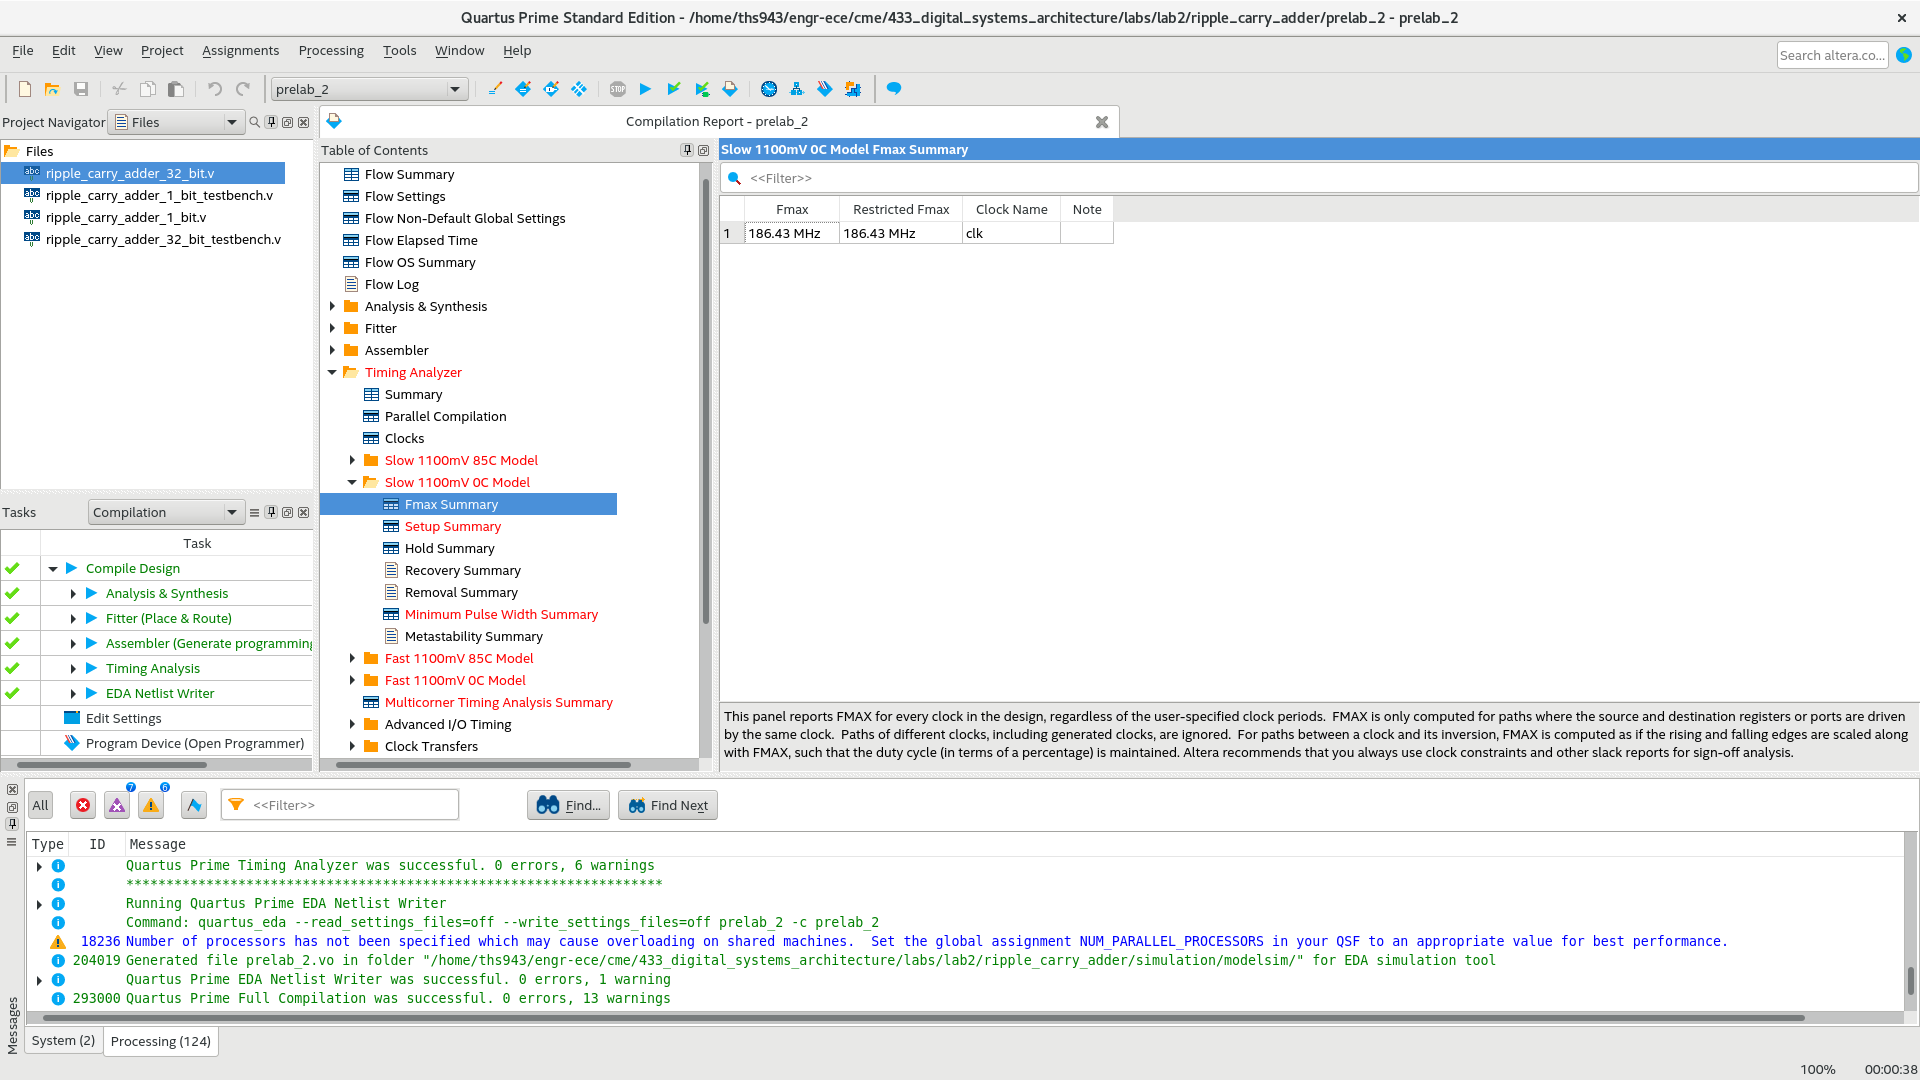 Quartus Prime Standard Edition - /home/ths943/engr-ece/cme/433_digital_systems_architecture/labs/lab2/ripple_carry_adder/prelab_2 - prelab_2
File Edit View Project Assignments Processing Tools Window Help
Search altera.co...
prelab_2
STOP
Project Navigator Files
Files
abc ripple_carry_adder_32_bit.v
abc ripple_carry_adder_1_bit_testbench.v
abc ripple_carry_adder_1_bit.v
abc ripple_carry_adder_32_bit_testbench.v
Tasks Compilation
Task
Compile Design
Analysis & Synthesis
Fitter (Place & Route)
Assembler (Generate programming
Timing Analysis
EDA Netlist Writer
Edit Settings
Program Device (Open Programmer)
Compilation Report - prelab_2
Table of Contents
Flow Summary
Flow Settings
Flow Non-Default Global Settings
Flow Elapsed Time
Flow OS Summary
Flow Log
Analysis & Synthesis
Fitter
Assembler
Timing Analyzer
Summary
Parallel Compilation
Clocks
Slow 1100mV 85C Model
Slow 1100mV 0C Model
Fmax Summary
Setup Summary
Hold Summary
Recovery Summary
Removal Summary
Minimum Pulse Width Summary
Metastability Summary
Fast 1100mV 85C Model
Fast 1100mV 0C Model
Multicorner Timing Analysis Summary
Advanced I/O Timing
Clock Transfers
Slow 1100mV 0C Model Fmax Summary
<<Filter>>
Fmax Restricted Fmax Clock Name Note
1 186.43 MHz 186.43 MHz clk
This panel reports FMAX for every clock in the design, regardless of the user-specified clock periods. FMAX is only computed for paths where the source and destination registers or ports are driven
by the same clock. Paths of different clocks, including generated clocks, are ignored. For paths between a clock and its inversion, FMAX is computed as if the rising and falling edges are scaled along
with FMAX, such that the duty cycle (in terms of a percentage) is maintained. Altera recommends that you always use clock constraints and other slack reports for sign-off analysis.
All 7 6 <<Filter>> Find... Find Next
Type ID Message
Quartus Prime Timing Analyzer was successful. 0 errors, 6 warnings
*******************************************************************
Running Quartus Prime EDA Netlist Writer
Command: quartus_eda --read_settings_files=off --write_settings_files=off prelab_2 -c prelab_2
18236 Number of processors has not been specified which may cause overloading on shared machines. Set the global assignment NUM_PARALLEL_PROCESSORS in your QSF to an appropriate value for best performance.
204019 Generated file prelab_2.vo in folder "/home/ths943/engr-ece/cme/433_digital_systems_architecture/labs/lab2/ripple_carry_adder/simulation/modelsim/" for EDA simulation tool
Quartus Prime EDA Netlist Writer was successful. 0 errors, 1 warning
293000 Quartus Prime Full Compilation was successful. 0 errors, 13 warnings
Messages
System (2) Processing (124)
100% 00:00:38